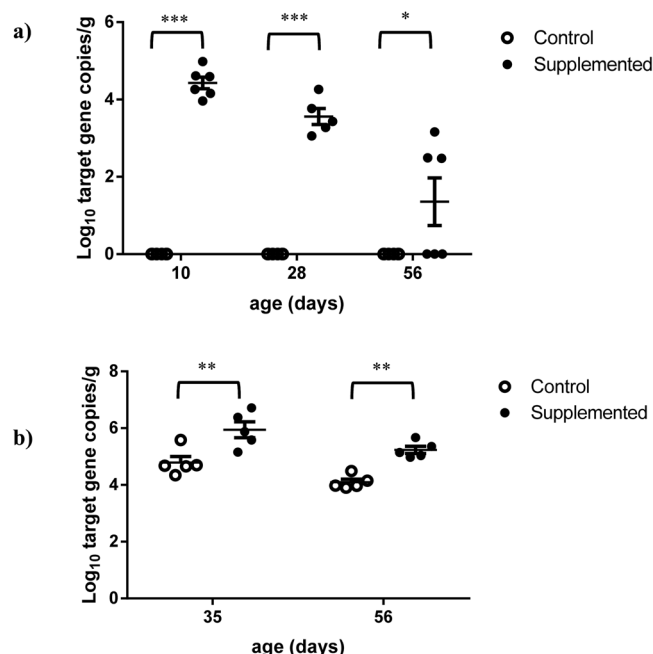 a)
Log10 target gene copies/g
6
4
2
0
***
***
*
10
28
56
age (days)
Control
Supplemented
b)
Log10 target gene copies/g
8
6
4
2
0
**
**
35
56
age (days)
Control
Supplemented